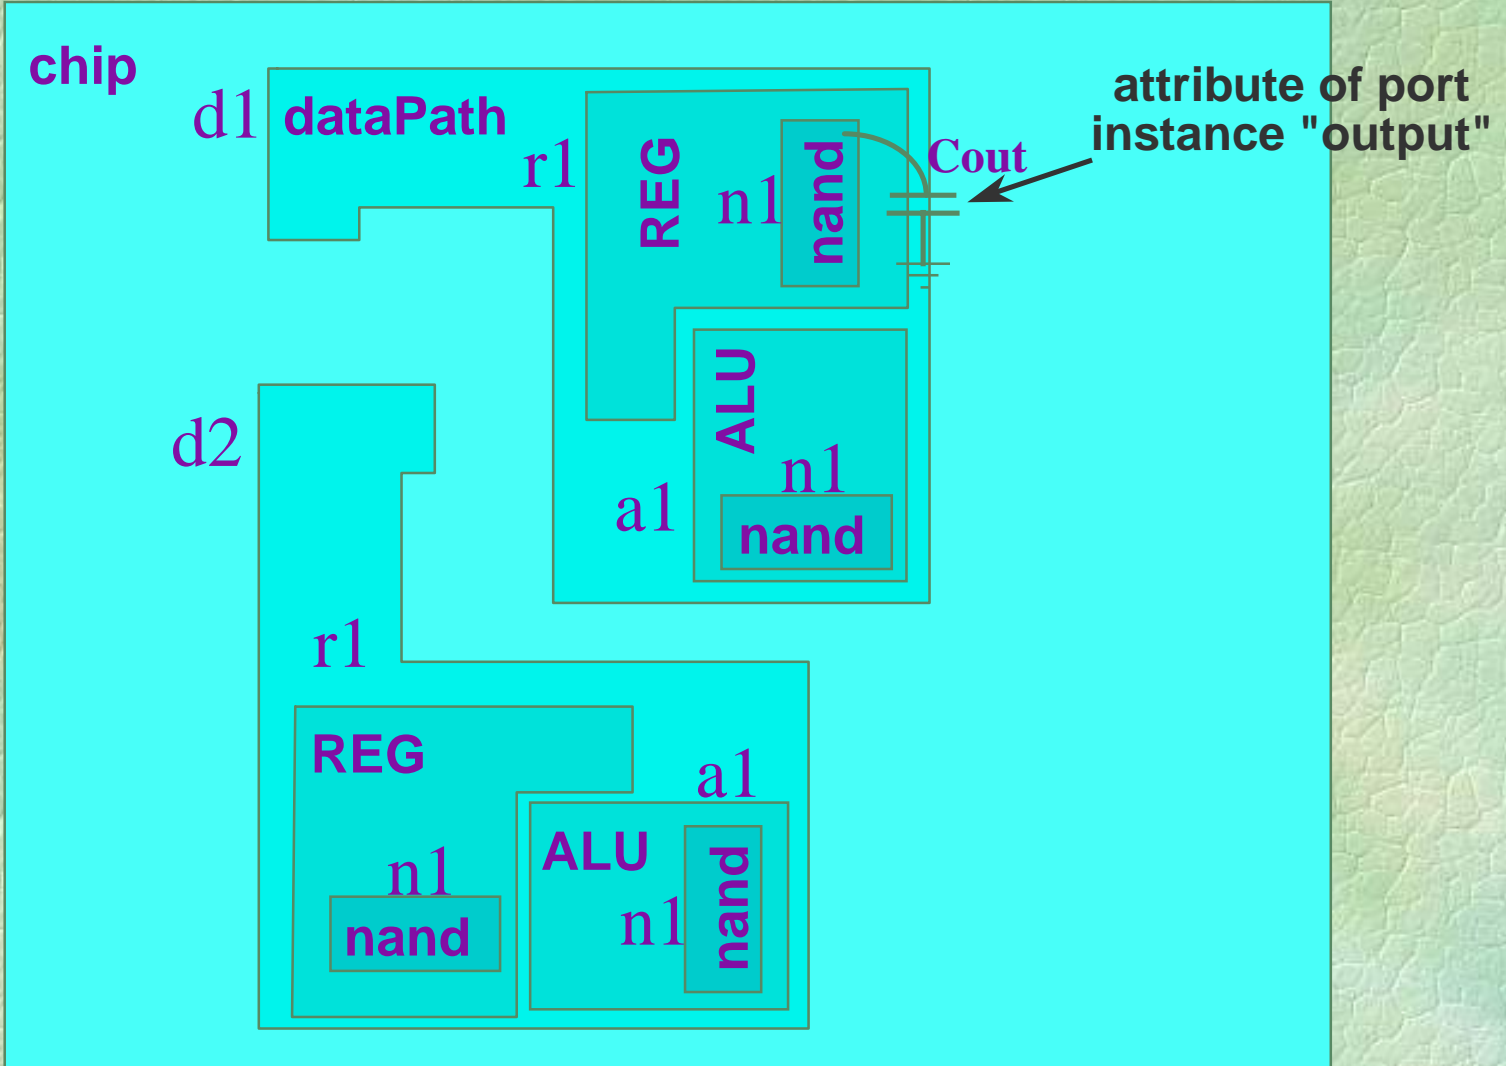 chip
d1
dataPath
r1
REG
n1
nand
Cout
attribute of port
instance "output"
ALU
n1
a1
nand
d2
r1
REG
n1
nand
a1
ALU
n1
nand